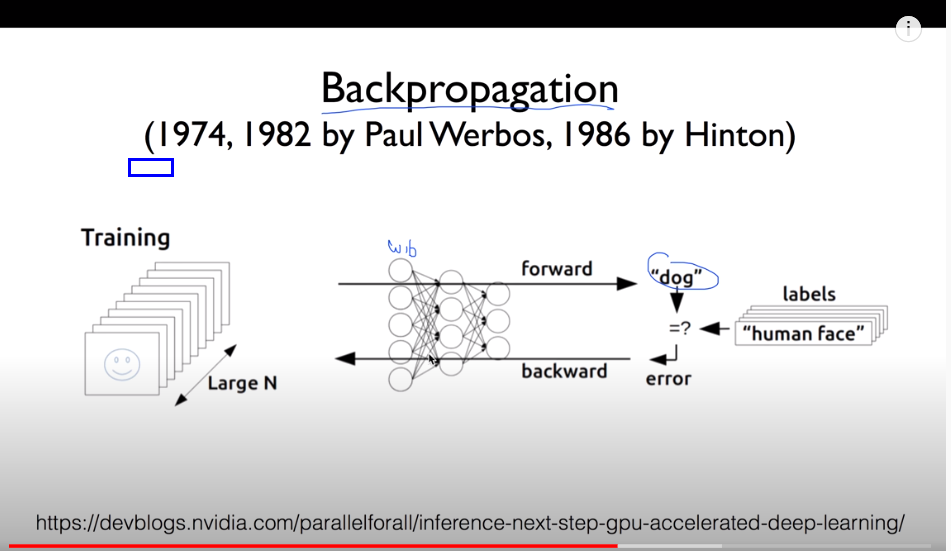 Backpropagation
(1974, 1982 by Paul Werbos, 1986 by Hinton)
Training
w,b
forward
"dog"
labels
=?
"human face"
Large N
backward
error
https://devblogs.nvidia.com/parallelforall/inference-next-step-gpu-accelerated-deep-learning/